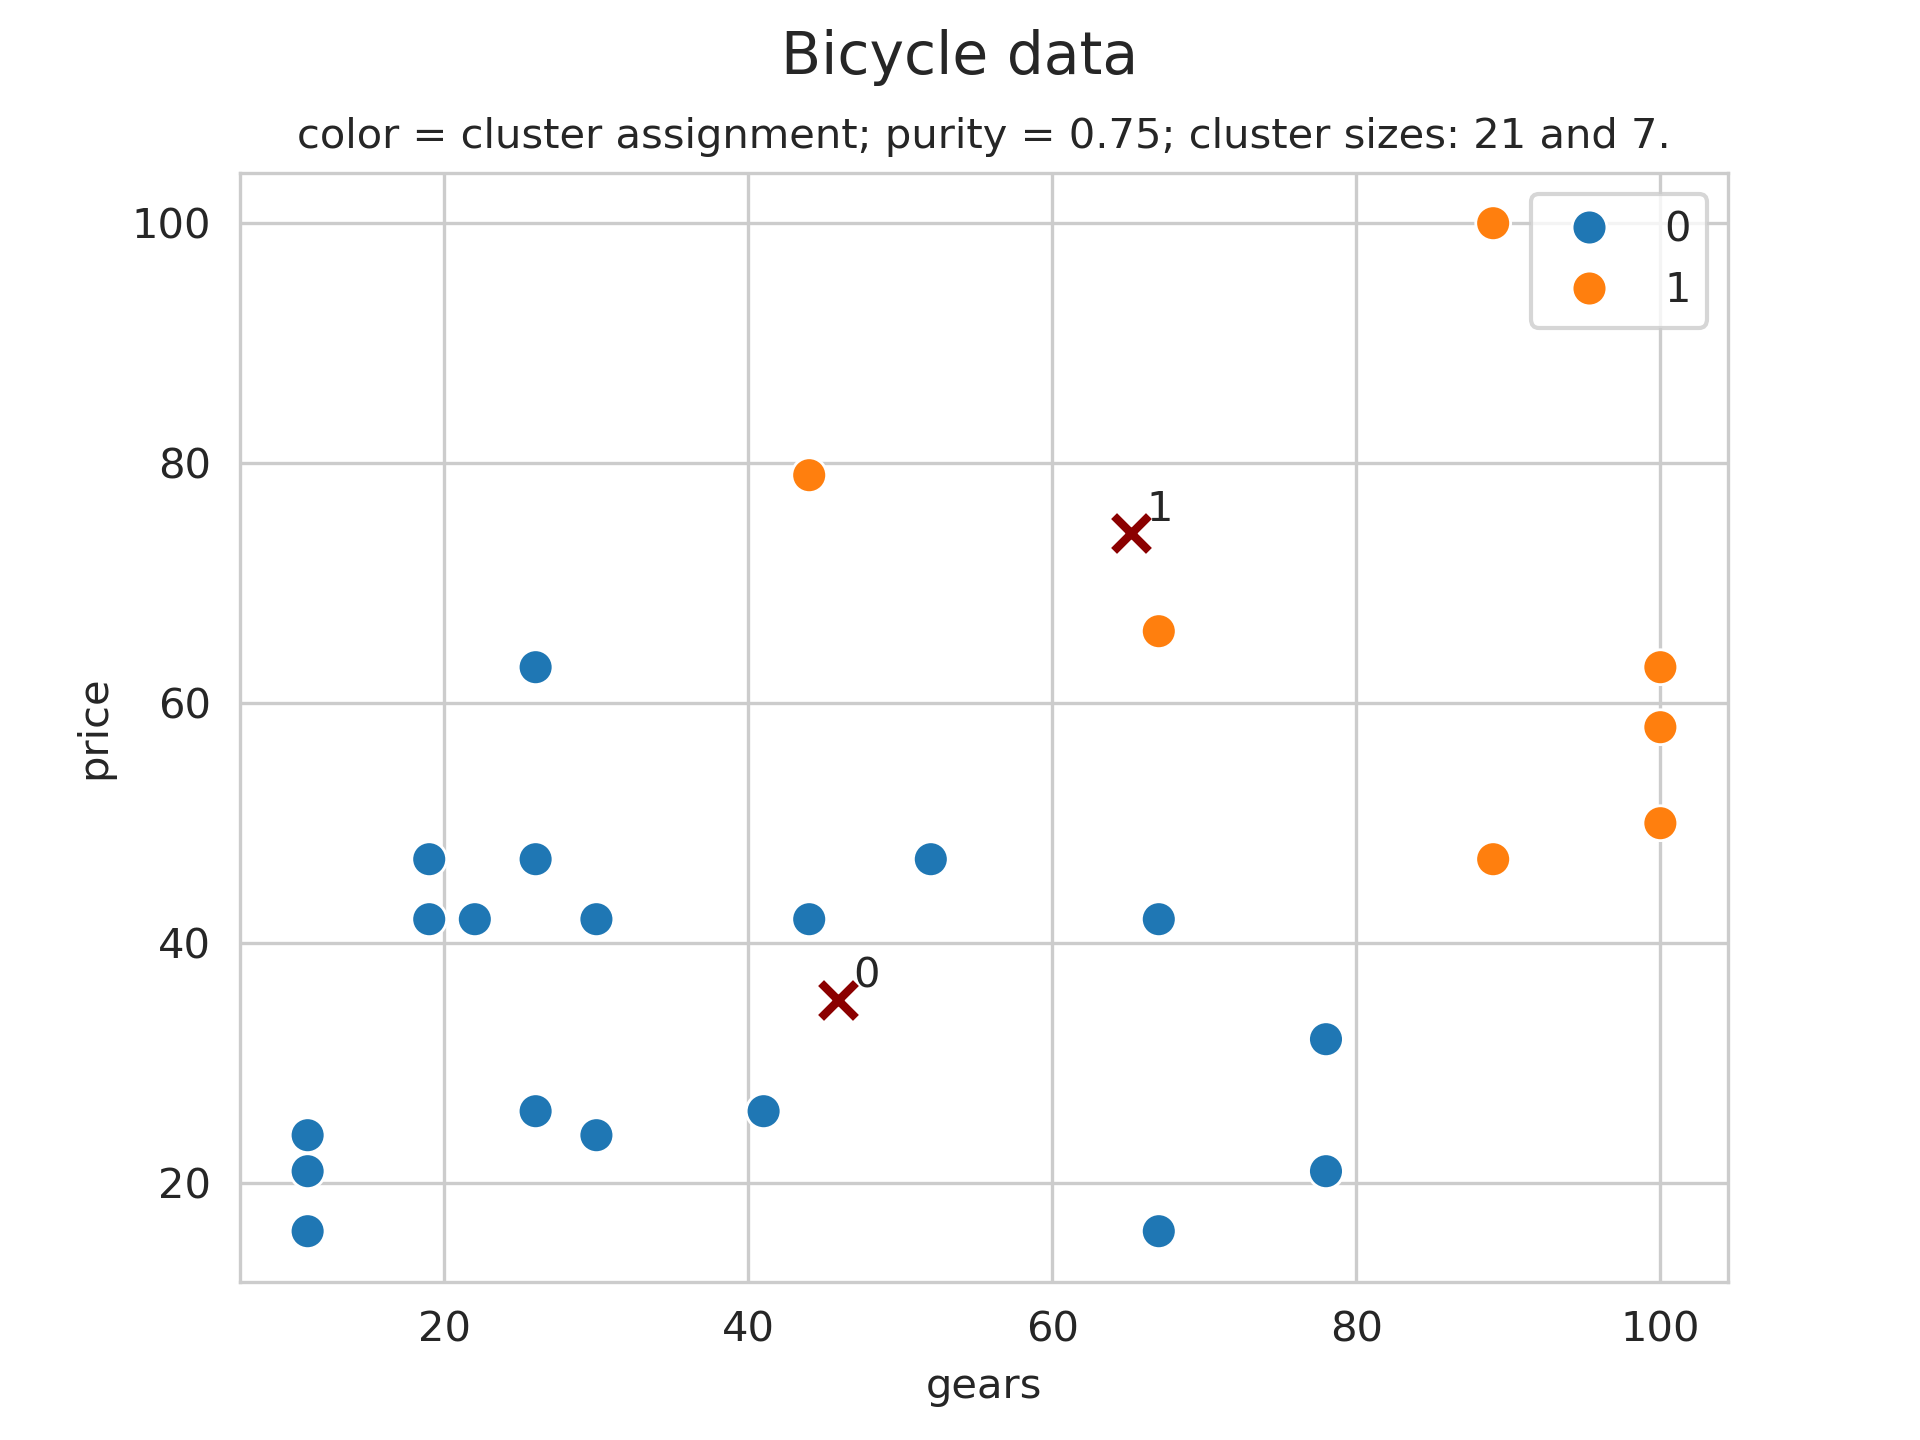 Bicycle data
color = cluster assignment; purity = 0.75; cluster sizes: 21 and 7.
0
1
100
80
60
40
20
price
1
0
20 40 60 80 100
gears